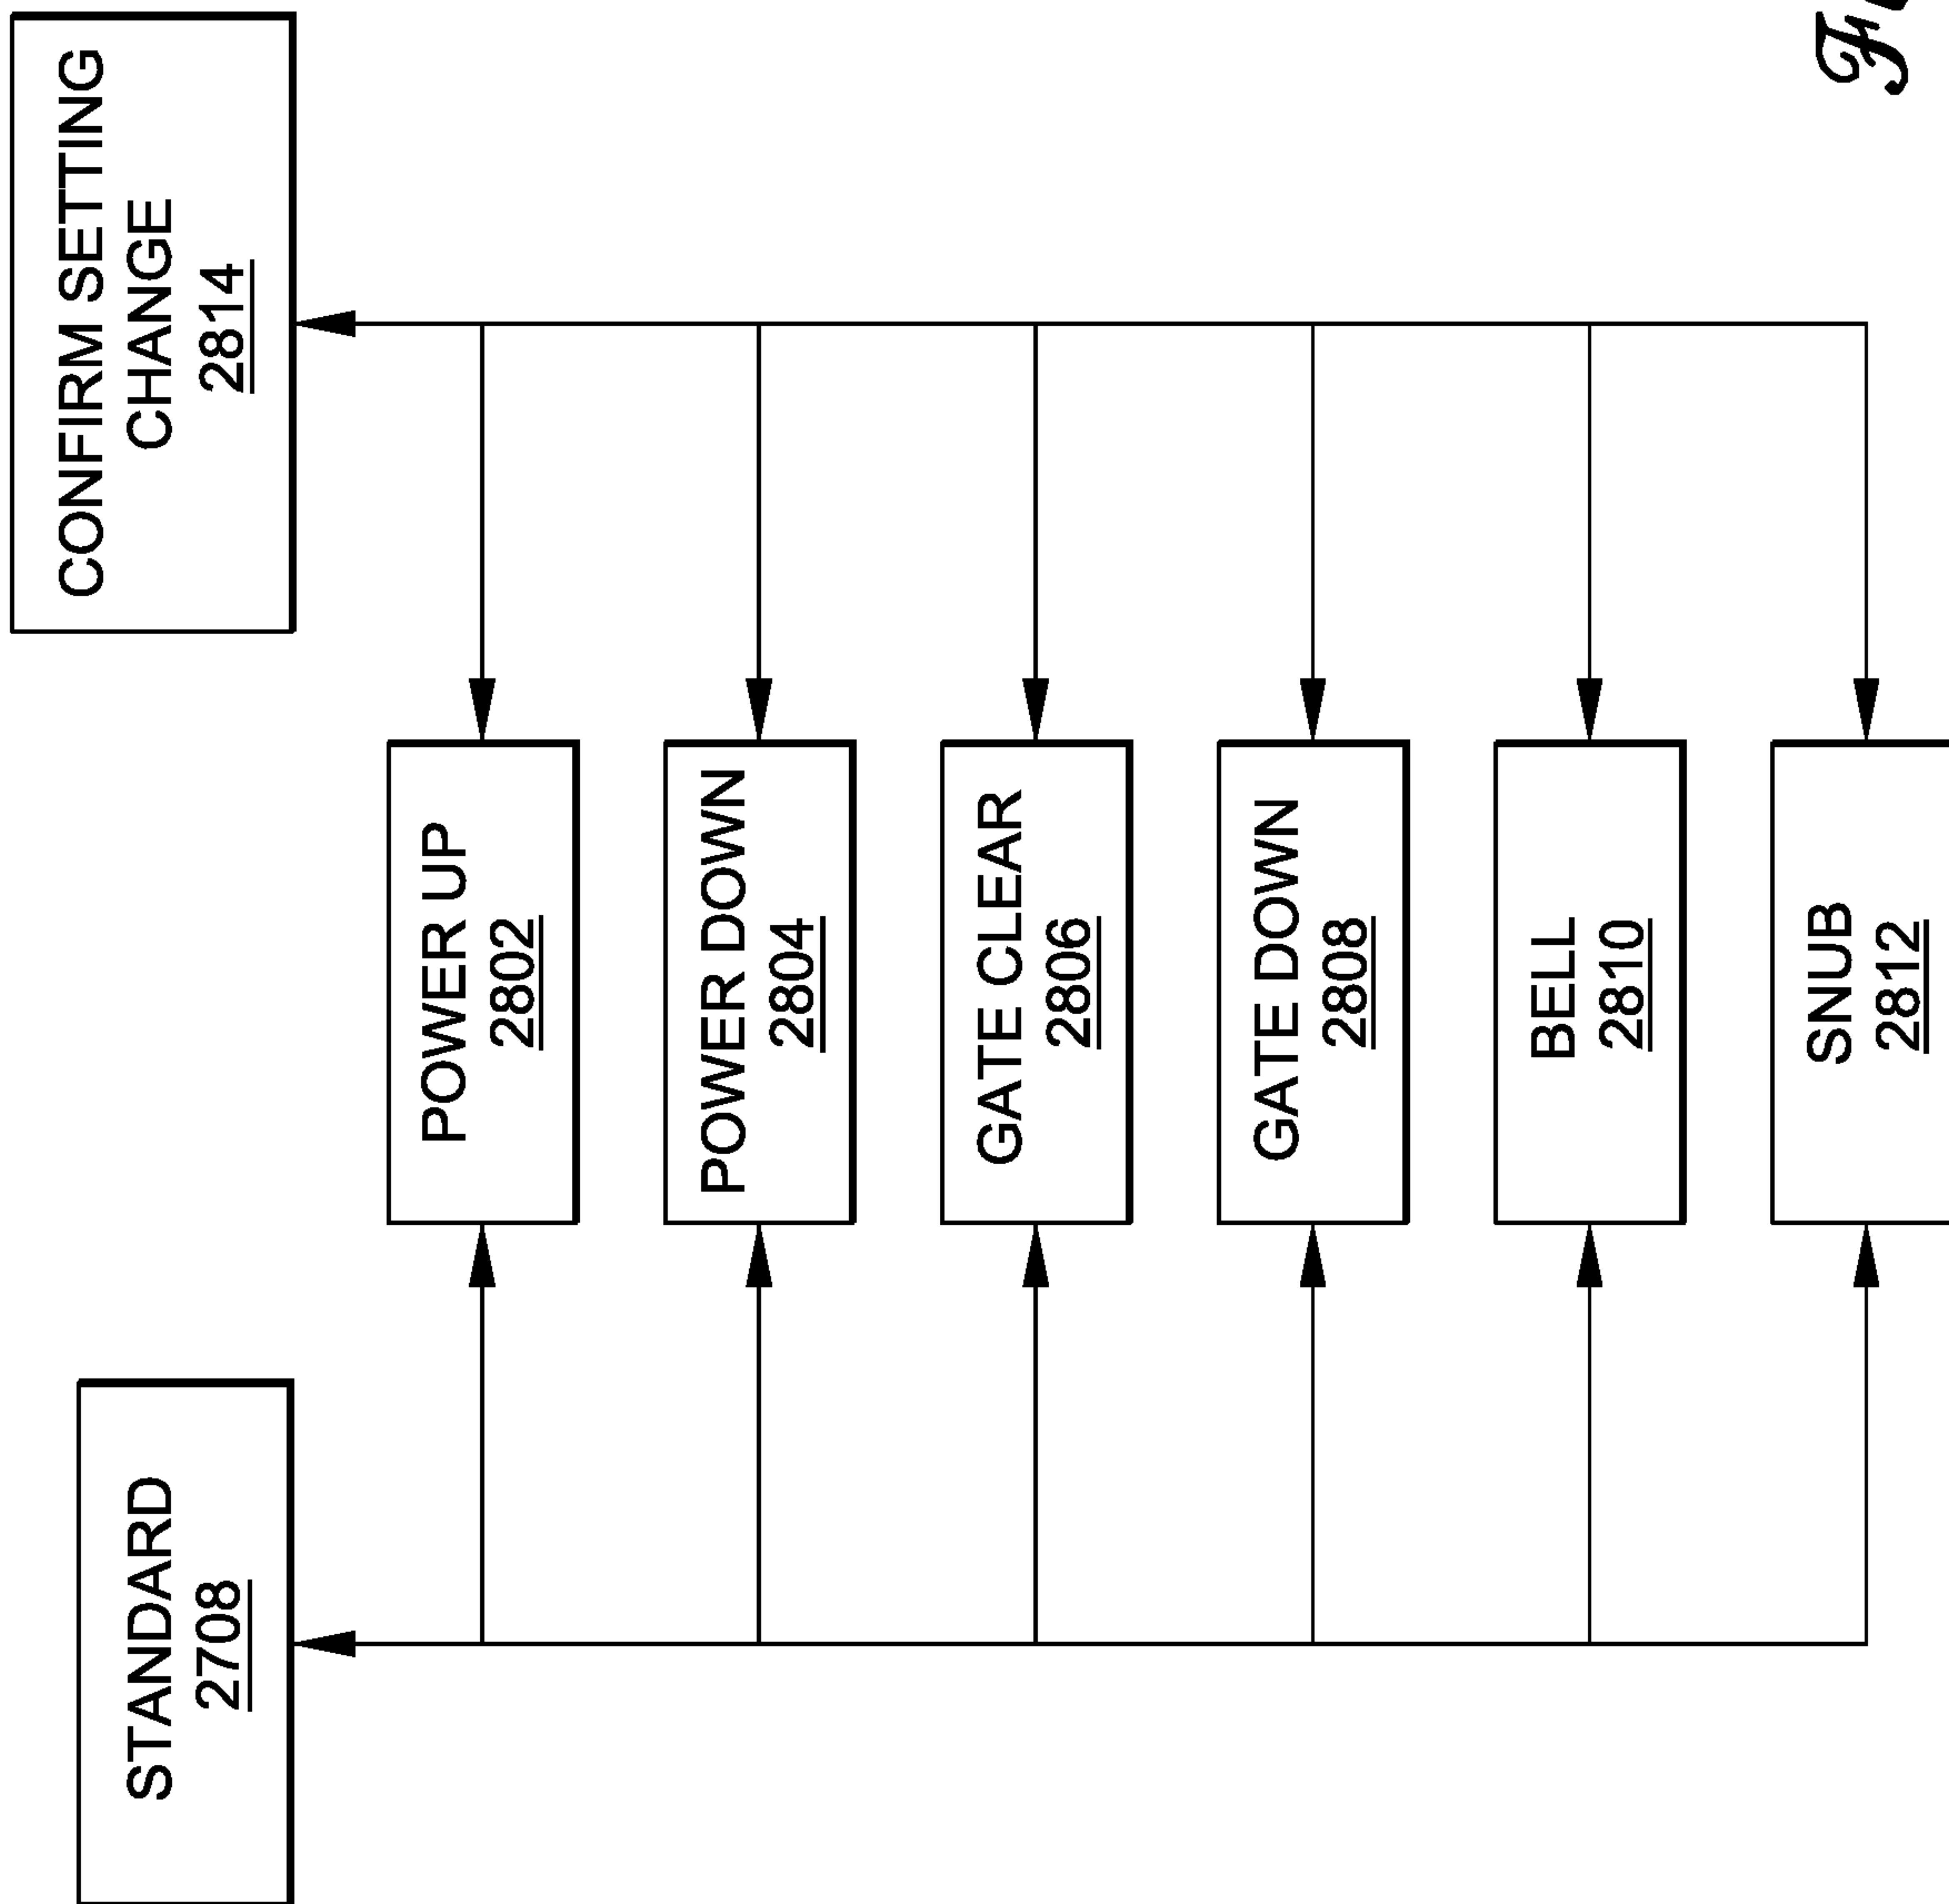 STANDARD
2708
CONFIRM SETTING
CHANGE
2814
POWER UP
2802
POWER DOWN
2804
GATE CLEAR
2806
GATE DOWN
2808
BELL
2810
SNUB
2812